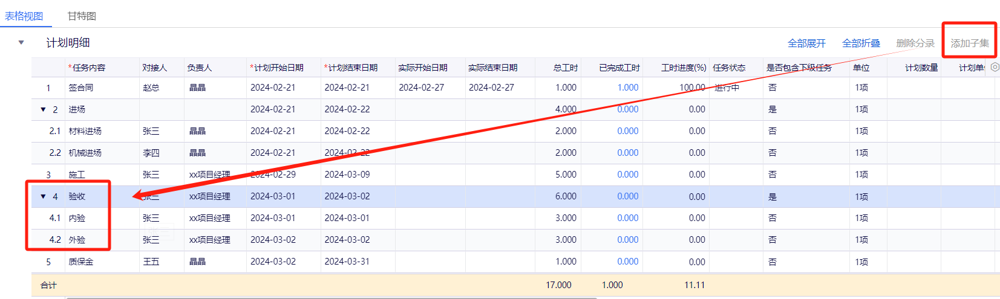 表格视图 甘特图
计划明细 全部展开 全部折叠 删除分录 添加子集
*任务内容 对接人 负责人 *计划开始日期 *计划结束日期 实际开始日期 实际结束日期 总工时 已完成工时 工时进度(%) 任务状态 是否包含下级任务 单位 计划数量 计划单
1 签合同 赵总 晶晶 2024-02-21 2024-02-21 2024-02-27 2024-02-27 1.000 1.000 100.00 进行中 否 1项
2 进场 2024-02-21 2024-02-22 4.000 0.000 0.00 是 1项
2.1 材料进场 张三 晶晶 2024-02-21 2024-02-22 2.000 0.000 0.00 否 1项
2.2 机械进场 李四 晶晶 2024-02-21 2024-02-22 2.000 0.000 0.00 否 1项
3 施工 张三 xx项目经理 2024-02-29 2024-03-09 5.000 0.000 0.00 否 1项
4 验收 张三 xx项目经理 2024-03-01 2024-03-02 6.000 0.000 0.00 是 1项
4.1 内验 张三 xx项目经理 2024-03-01 2024-03-01 3.000 0.000 0.00 否 1项
4.2 外验 张三 xx项目经理 2024-03-02 2024-03-02 3.000 0.000 0.00 否 1项
5 质保金 王五 晶晶 2024-03-02 2024-03-31 1.000 0.000 0.00 否 1项
合计 17.000 1.000 11.11